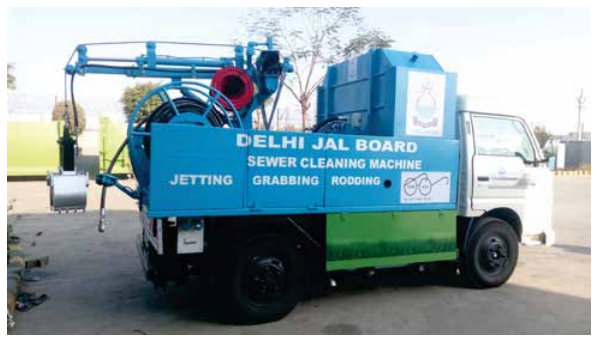 DELHI JAL BOARD
SEWER CLEANING MACHINE
JETTING GRABBING RODDING